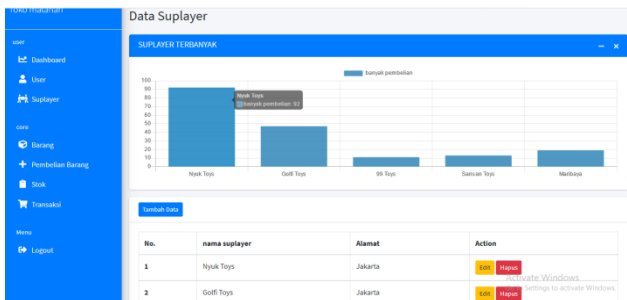 Toko matahari
Data Suplayer
user
Dashboard
User
Suplayer
core
Barang
Pembelian Barang
Stok
Transaksi
Menu
Logout
SUPLAYER TERBANYAK
banyak pembelian
100
90
80
70
60
50
40
30
20
10
0
Nyuk Toys
banyak pembelian: 92
Nyuk Toys
Golfi Toys
99 Toys
Samsan Toys
Maribaya
Tambah Data
No. nama suplayer Alamat Action
1 Nyuk Toys Jakarta Edit Hapus
2 Golfi Toys Jakarta Edit Hapus
Activate Windows
Settings to activate Windows.